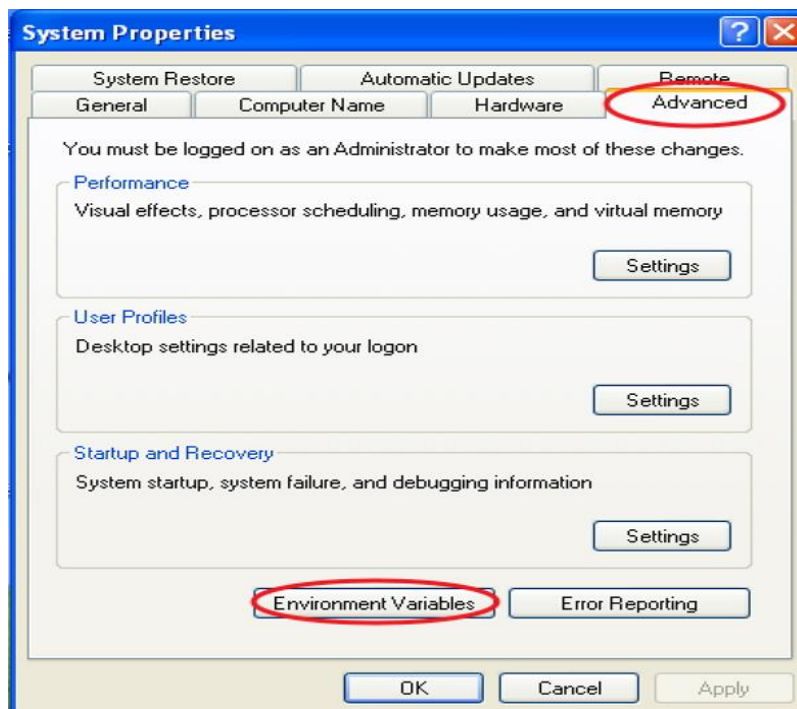 System Properties
System Restore Automatic Updates Remote
General Computer Name Hardware Advanced
You must be logged on as an Administrator to make most of these changes.
Performance
Visual effects, processor scheduling, memory usage, and virtual memory
Settings
User Profiles
Desktop settings related to your logon
Settings
Startup and Recovery
System startup, system failure, and debugging information
Settings
Environment Variables Error Reporting
OK Cancel Apply